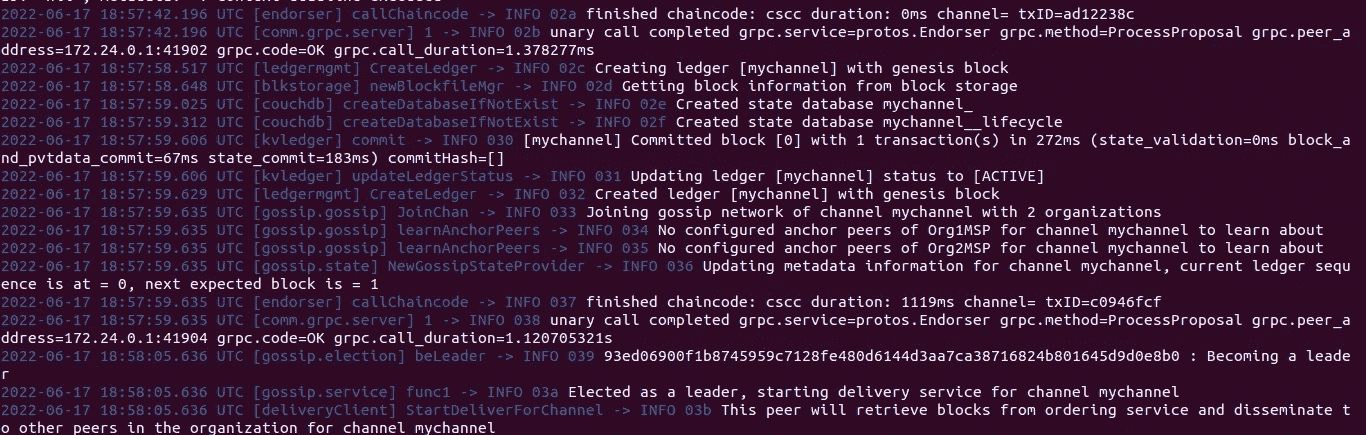 2022-06-17 18:57:42.196 UTC [endorser] callChaincode -> INFO 02a finished chaincode: cscc duration: 0ms channel= txID=ad12238c
2022-06-17 18:57:42.196 UTC [comm.grpc.server] 1 -> INFO 02b unary call completed grpc.service=protos.Endorser grpc.method=ProcessProposal grpc.peer_a
ddress=172.24.0.1:41902 grpc.code=OK grpc.call_duration=1.378277ms
2022-06-17 18:57:58.517 UTC [ledgermgmt] CreateLedger -> INFO 02c Creating ledger [mychannel] with genesis block
2022-06-17 18:57:58.648 UTC [blkstorage] newBlockfileMgr -> INFO 02d Getting block information from block storage
2022-06-17 18:57:59.025 UTC [couchdb] createDatabaseIfNotExist -> INFO 02e Created state database mychannel_
2022-06-17 18:57:59.312 UTC [couchdb] createDatabaseIfNotExist -> INFO 02f Created state database mychannel__lifecycle
2022-06-17 18:57:59.606 UTC [kvledger] commit -> INFO 030 [mychannel] Committed block [0] with 1 transaction(s) in 272ms (state_validation=0ms block_a
nd_pvtdata_commit=67ms state_commit=183ms) commitHash=[]
2022-06-17 18:57:59.606 UTC [kvledger] updateLedgerStatus -> INFO 031 Updating ledger [mychannel] status to [ACTIVE]
2022-06-17 18:57:59.629 UTC [ledgermgmt] CreateLedger -> INFO 032 Created ledger [mychannel] with genesis block
2022-06-17 18:57:59.635 UTC [gossip.gossip] JoinChan -> INFO 033 Joining gossip network of channel mychannel with 2 organizations
2022-06-17 18:57:59.635 UTC [gossip.gossip] learnAnchorPeers -> INFO 034 No configured anchor peers of Org1MSP for channel mychannel to learn about
2022-06-17 18:57:59.635 UTC [gossip.gossip] learnAnchorPeers -> INFO 035 No configured anchor peers of Org2MSP for channel mychannel to learn about
2022-06-17 18:57:59.635 UTC [gossip.state] NewGossipStateProvider -> INFO 036 Updating metadata information for channel mychannel, current ledger sequ
ence is at = 0, next expected block is = 1
2022-06-17 18:57:59.635 UTC [endorser] callChaincode -> INFO 037 finished chaincode: cscc duration: 1119ms channel= txID=c0946fcf
2022-06-17 18:57:59.635 UTC [comm.grpc.server] 1 -> INFO 038 unary call completed grpc.service=protos.Endorser grpc.method=ProcessProposal grpc.peer_a
ddress=172.24.0.1:41904 grpc.code=OK grpc.call_duration=1.120705321s
2022-06-17 18:58:05.636 UTC [gossip.election] beLeader -> INFO 039 93ed06900f1b8745959c7128fe480d6144d3aa7ca38716824b801645d9d0e8b0 : Becoming a leade
r
2022-06-17 18:58:05.636 UTC [gossip.service] func1 -> INFO 03a Elected as a leader, starting delivery service for channel mychannel
2022-06-17 18:58:05.636 UTC [deliveryClient] StartDeliverForChannel -> INFO 03b This peer will retrieve blocks from ordering service and disseminate t
o other peers in the organization for channel mychannel